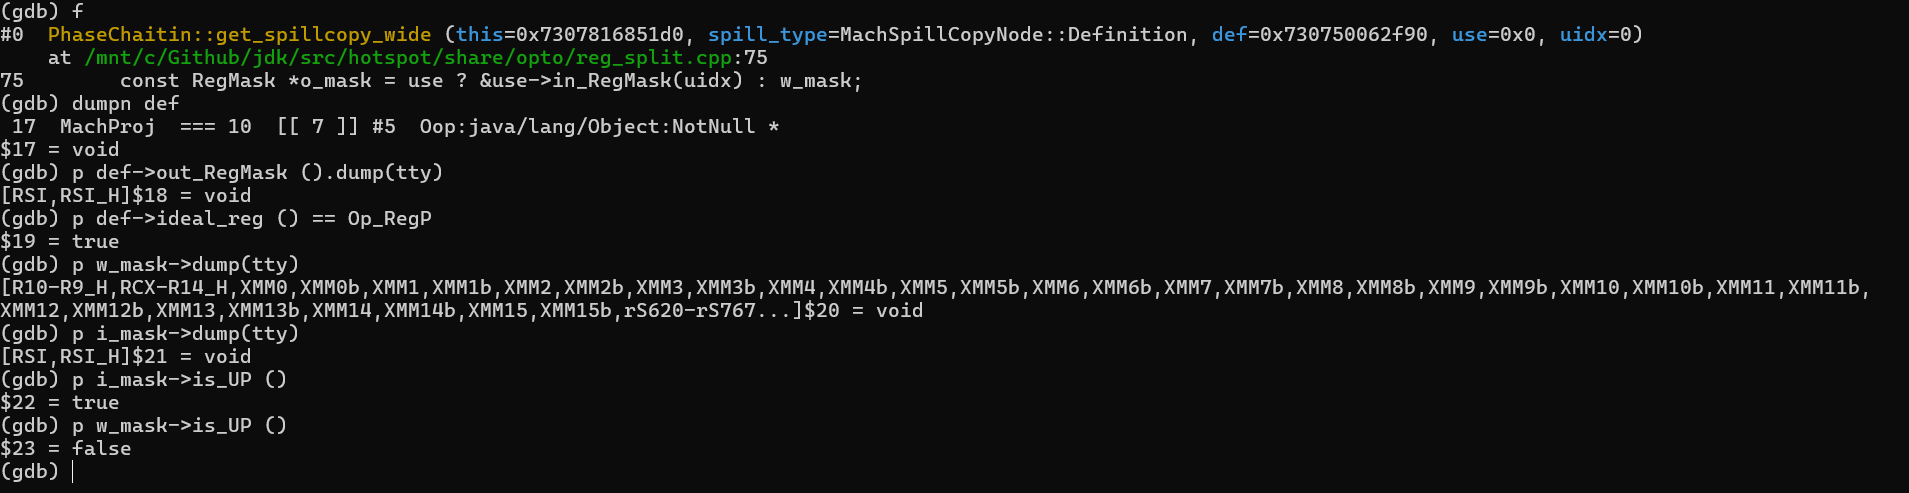 (gdb) f
#0  PhaseChaitin::get_spillcopy_wide (this=0x7307816851d0, spill_type=MachSpillCopyNode::Definition, def=0x730750062f90, use=0x0, uidx=0)
    at /mnt/c/Github/jdk/src/hotspot/share/opto/reg_split.cpp:75
75        const RegMask *o_mask = use ? &use->in_RegMask(uidx) : w_mask;
(gdb) dumpn def
 17  MachProj  === 10  [[ 7 ]] #5  Oop:java/lang/Object:NotNull *
$17 = void
(gdb) p def->out_RegMask ().dump(tty)
[RSI,RSI_H]$18 = void
(gdb) p def->ideal_reg () == Op_RegP
$19 = true
(gdb) p w_mask->dump(tty)
[R10-R9_H,RCX-R14_H,XMM0,XMM0b,XMM1,XMM1b,XMM2,XMM2b,XMM3,XMM3b,XMM4,XMM4b,XMM5,XMM5b,XMM6,XMM6b,XMM7,XMM7b,XMM8,XMM8b,XMM9,XMM9b,XMM10,XMM10b,XMM11,XMM11b,
XMM12,XMM12b,XMM13,XMM13b,XMM14,XMM14b,XMM15,XMM15b,rS620-rS767...]$20 = void
(gdb) p i_mask->dump(tty)
[RSI,RSI_H]$21 = void
(gdb) p i_mask->is_UP ()
$22 = true
(gdb) p w_mask->is_UP ()
$23 = false
(gdb)